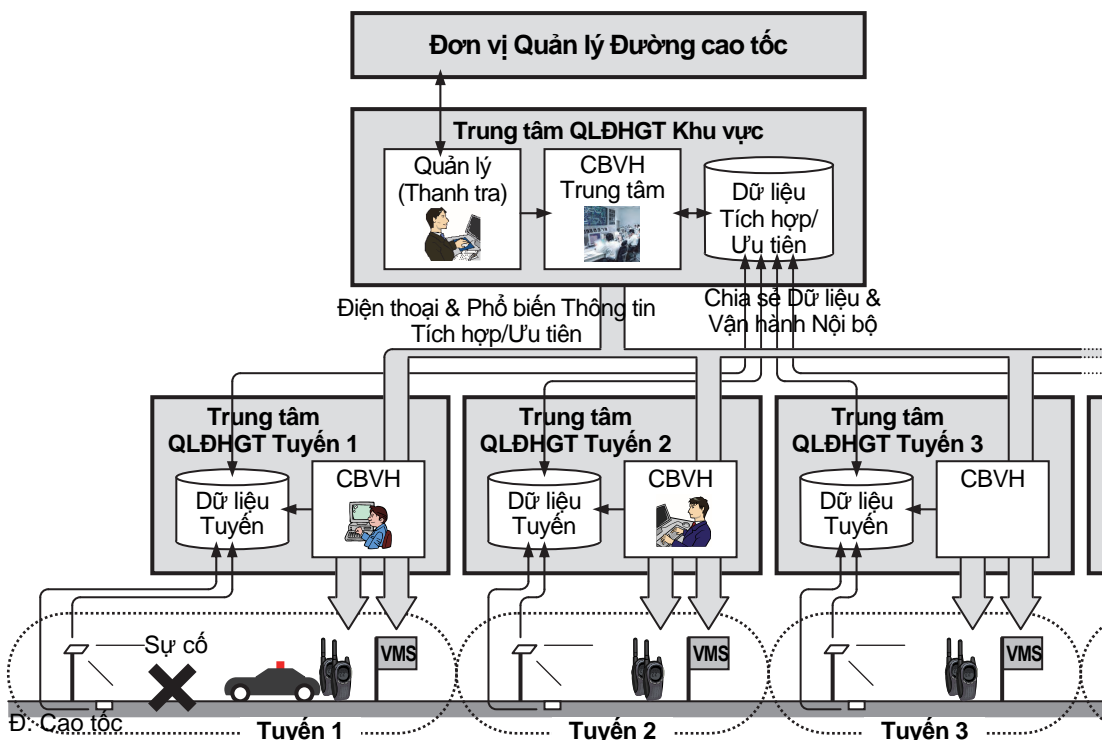 Đơn vị Quản lý Đường cao tốc
Trung tâm QLĐHGT Khu vực
Quản lý
(Thanh tra)
CBVH
Trung tâm
Dữ liệu
Tích hợp/
Ưu tiên
Điện thoại & Phổ biến Thông tin
Tích hợp/Ưu tiên
Chia sẻ Dữ liệu &
Vận hành Nội bộ
Trung tâm
QLĐHGT Tuyến 1
CBVH
Dữ liệu
Tuyến
Trung tâm
QLĐHGT Tuyến 2
CBVH
Dữ liệu
Tuyến
Trung tâm
QLĐHGT Tuyến 3
CBVH
Dữ liệu
Tuyến
Sự cố
VMS
VMS
VMS
Đ. Cao tốc
Tuyến 1
Tuyến 2
Tuyến 3